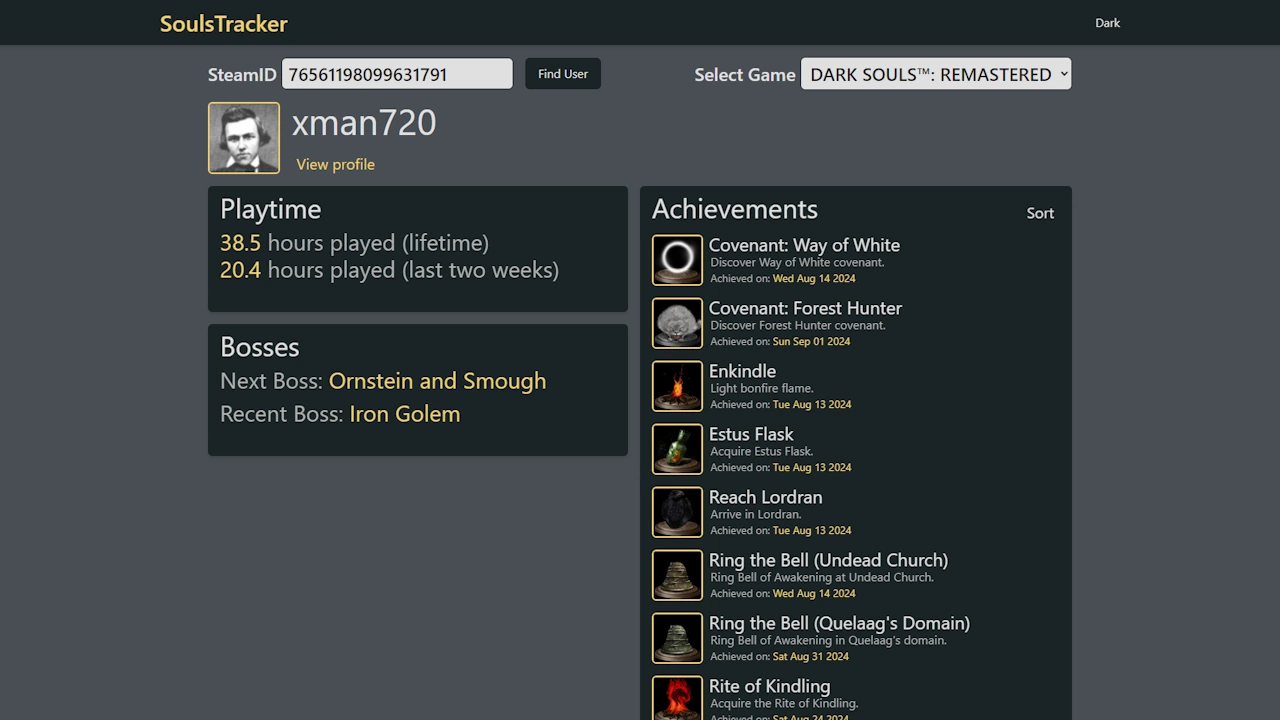 SoulsTracker
Dark
SteamID 76561198099631791 Find User
Select Game DARK SOULS™: REMASTERED
xman720
View profile
Playtime
38.5 hours played (lifetime)
20.4 hours played (last two weeks)
Bosses
Next Boss: Ornstein and Smough
Recent Boss: Iron Golem
Achievements
Sort
Covenant: Way of White
Discover Way of White covenant.
Achieved on: Wed Aug 14 2024
Covenant: Forest Hunter
Discover Forest Hunter covenant.
Achieved on: Sun Sep 01 2024
Enkindle
Light bonfire flame.
Achieved on: Tue Aug 13 2024
Estus Flask
Acquire Estus Flask.
Achieved on: Tue Aug 13 2024
Reach Lordran
Arrive in Lordran.
Achieved on: Tue Aug 13 2024
Ring the Bell (Undead Church)
Ring Bell of Awakening at Undead Church.
Achieved on: Wed Aug 14 2024
Ring the Bell (Quelaag's Domain)
Ring Bell of Awakening in Quelaag's domain.
Achieved on: Sat Aug 31 2024
Rite of Kindling
Acquire the Rite of Kindling.
Achieved on: Sat Aug 24 2024